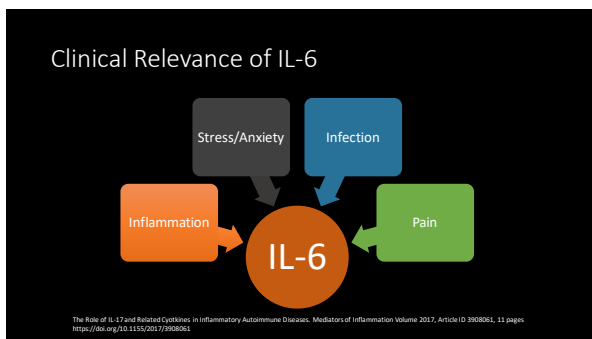 Clinical Relevance of IL-6
Stress/Anxiety
Infection
Inflammation
Pain
IL-6
The Role of IL-17 and Related Cyotkines in Inflammatory Autoimmune Diseases. Mediators of Inflammation Volume 2017, Article ID 3908061, 11 pages
https://doi.org/10.1155/2017/3908061